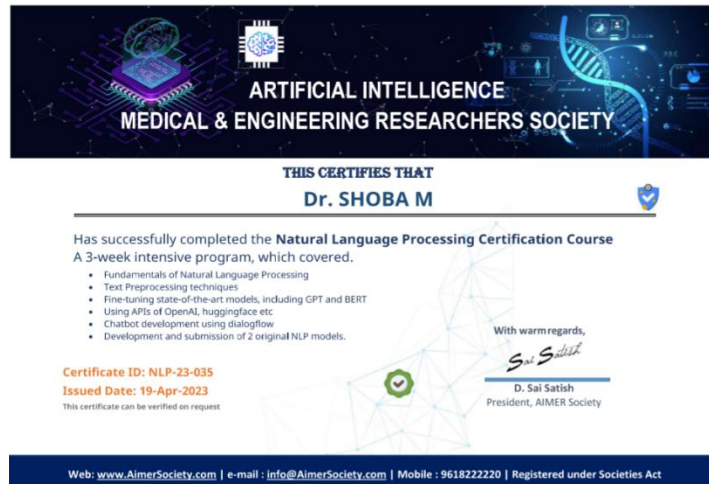 ARTIFICIAL INTELLIGENCE
MEDICAL & ENGINEERING RESEARCHERS SOCIETY
THIS CERTIFIES THAT
Dr. SHOBA M
Has successfully completed the Natural Language Processing Certification Course
A 3-week intensive program, which covered.
• Fundamentals of Natural Language Processing
• Text Preprocessing techniques
• Fine-tuning state-of-the-art models, including GPT and BERT
• Using APIs of OpenAI, huggingface etc
• Chatbot development using dialogflow
• Development and submission of 2 original NLP models.
With warm regards,
Sai Satish
Certificate ID: NLP-23-035
Issued Date: 19-Apr-2023
This certificate can be verified on request
D. Sai Satish
President, AIMER Society
Web: www.AimerSociety.com | e-mail : info@AimerSociety.com | Mobile : 9618222220 | Registered under Societies Act